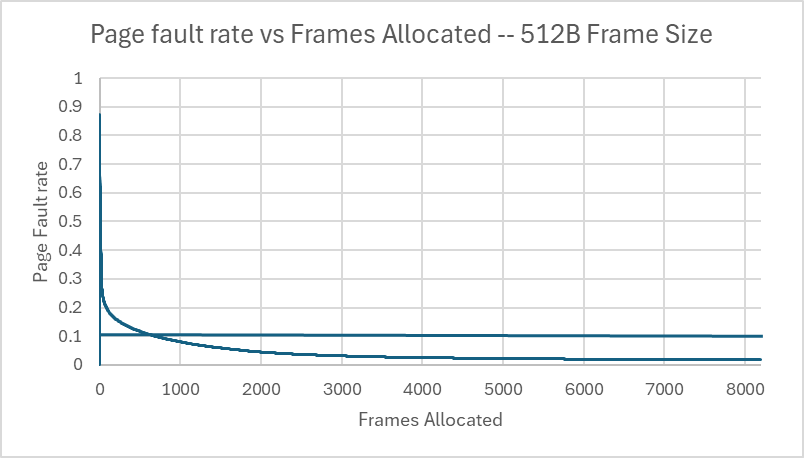 Page fault rate vs Frames Allocated -- 512B Frame Size
1
0.9
0.8
0.7
0.6
0.5
0.4
0.3
0.2
0.1
0
Page Fault rate
0 1000 2000 3000 4000 5000 6000 7000 8000
Frames Allocated